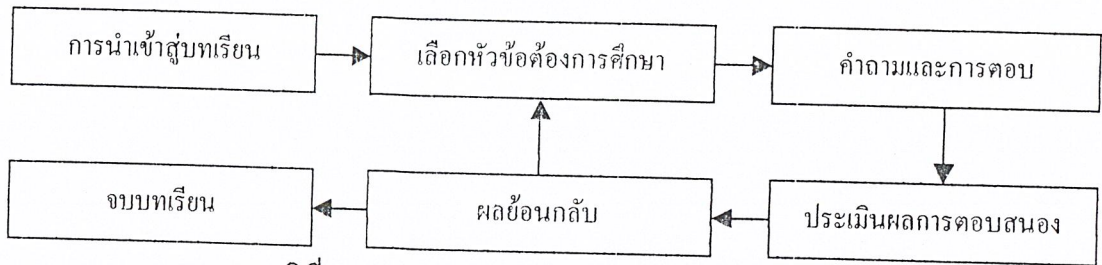 การนำเข้าสู่บทเรียน
เลือกหัวข้อต้องการศึกษา
คำถามและการตอบ
จบบทเรียน
ผลย้อนกลับ
ประเมินผลการตอบสนอง